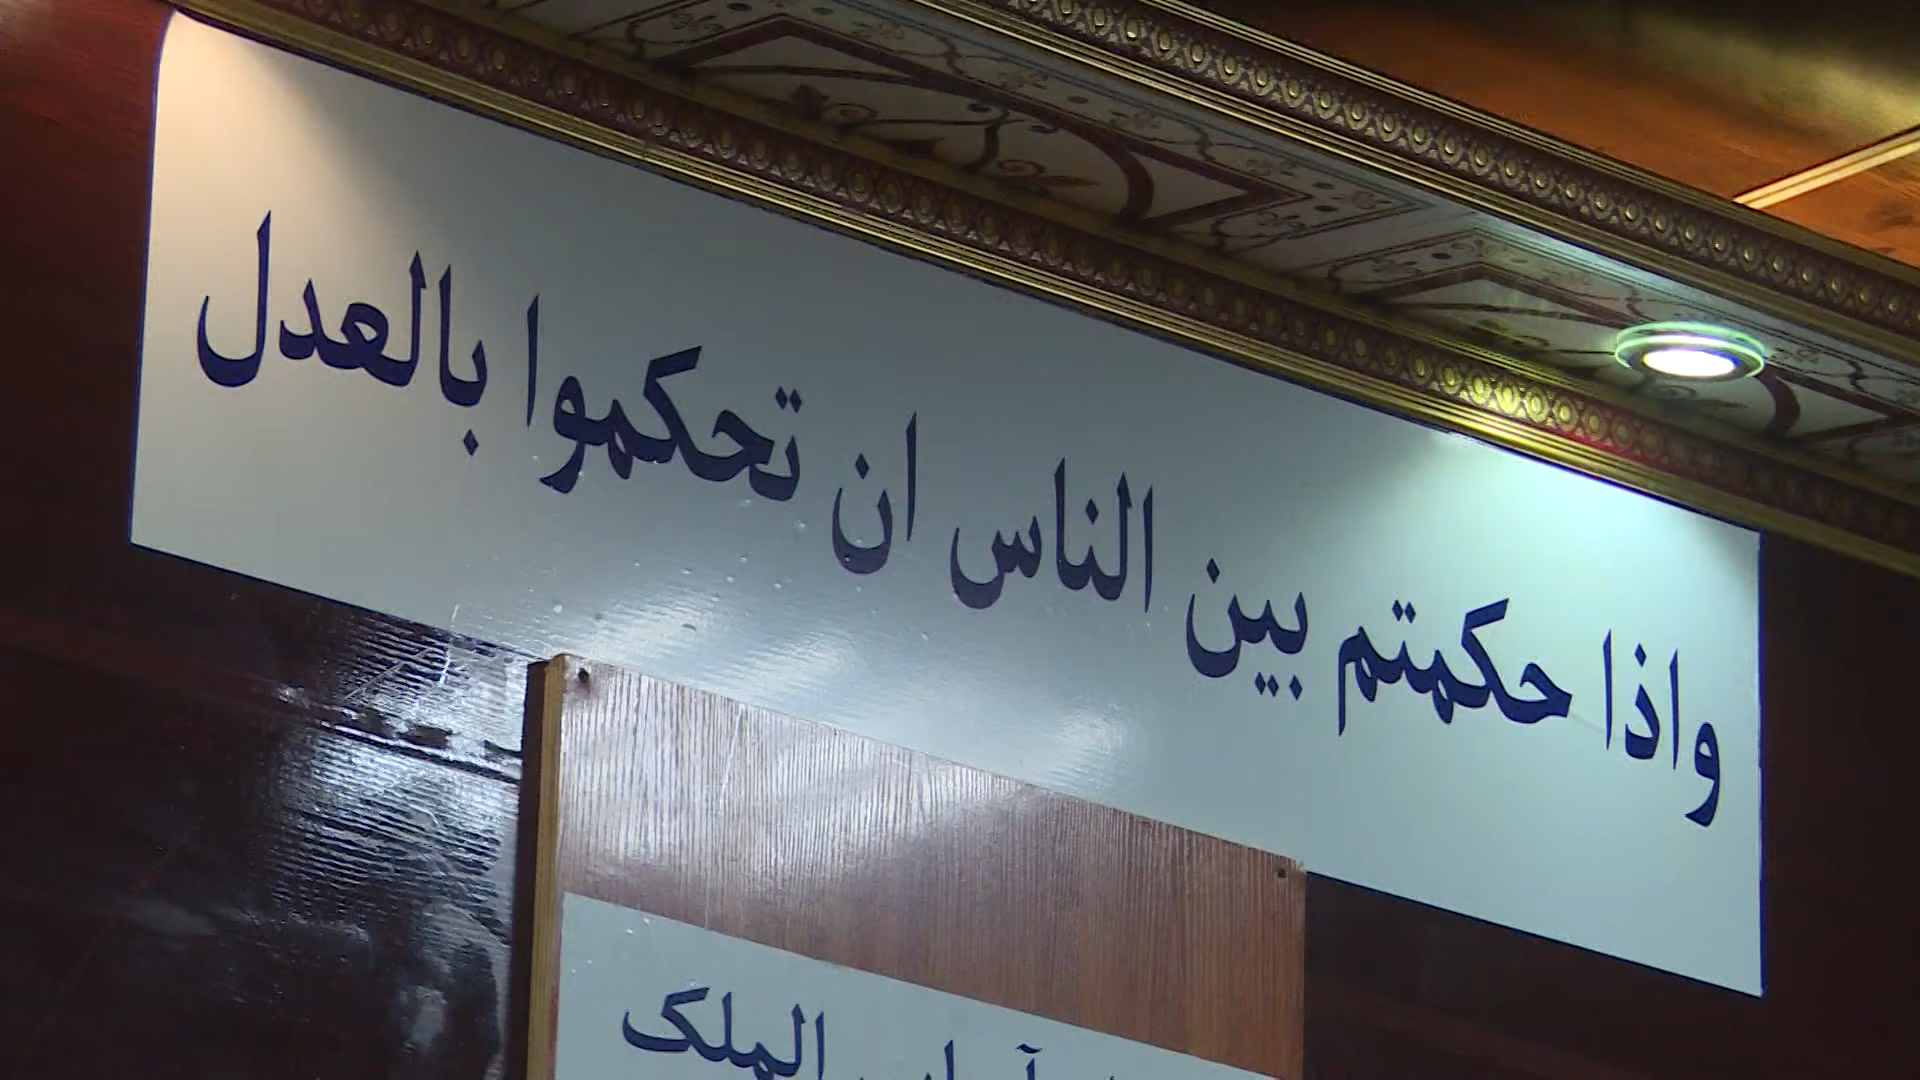 واذا حكمتم بين الناس ان تحكموا بالعدل
الملك